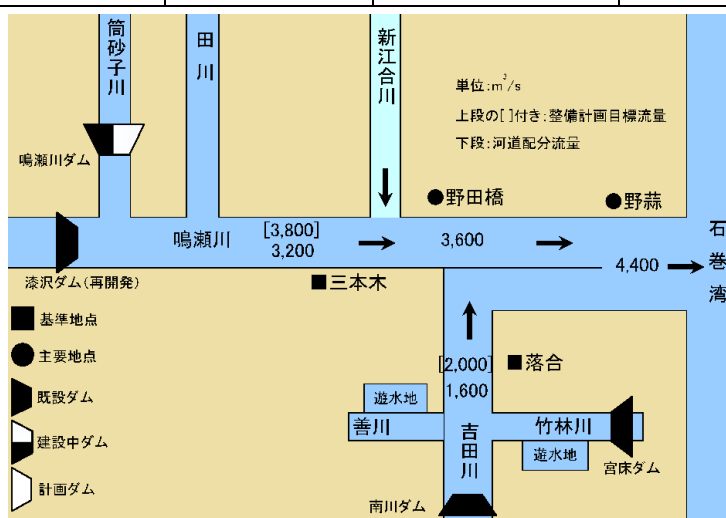 筒砂子川
田川
新江合川
単位:m³/s
上段の[ ]付き:整備計画目標流量
下段:河道配分流量
鳴瀬川ダム
野田橋
野蒜
鳴瀬川
[3,800]
3,200
3,600
4,400
石巻湾
漆沢ダム(再開発)
三本木
基準地点
主要地点
既設ダム
建設中ダム
計画ダム
[2,000]
1,600
落合
遊水地
善川
吉田川
竹林川
遊水地
宮床ダム
南川ダム